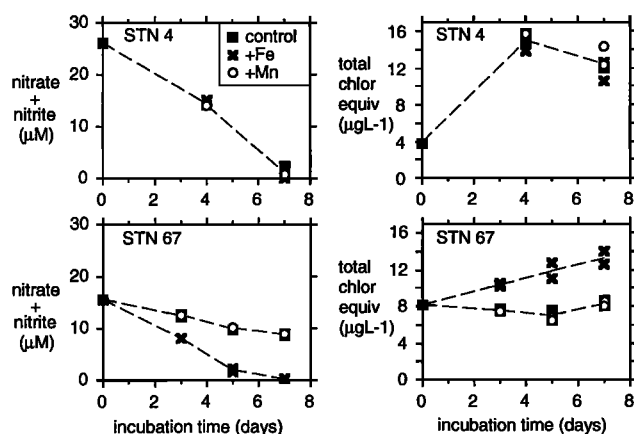 STN 4
control
+Fe
+Mn
nitrate
+
nitrite
(µM)
30
20
10
0
0 2 4 6 8
STN 4
total
chlor
equiv
(µgL-1)
16
12
8
4
0 2 4 6 8
STN 67
nitrate
+
nitrite
(µM)
30
20
10
0
0 2 4 6 8
incubation time (days)
STN 67
total
chlor
equiv
(µgL-1)
16
12
8
4
0
0 2 4 6 8
incubation time (days)